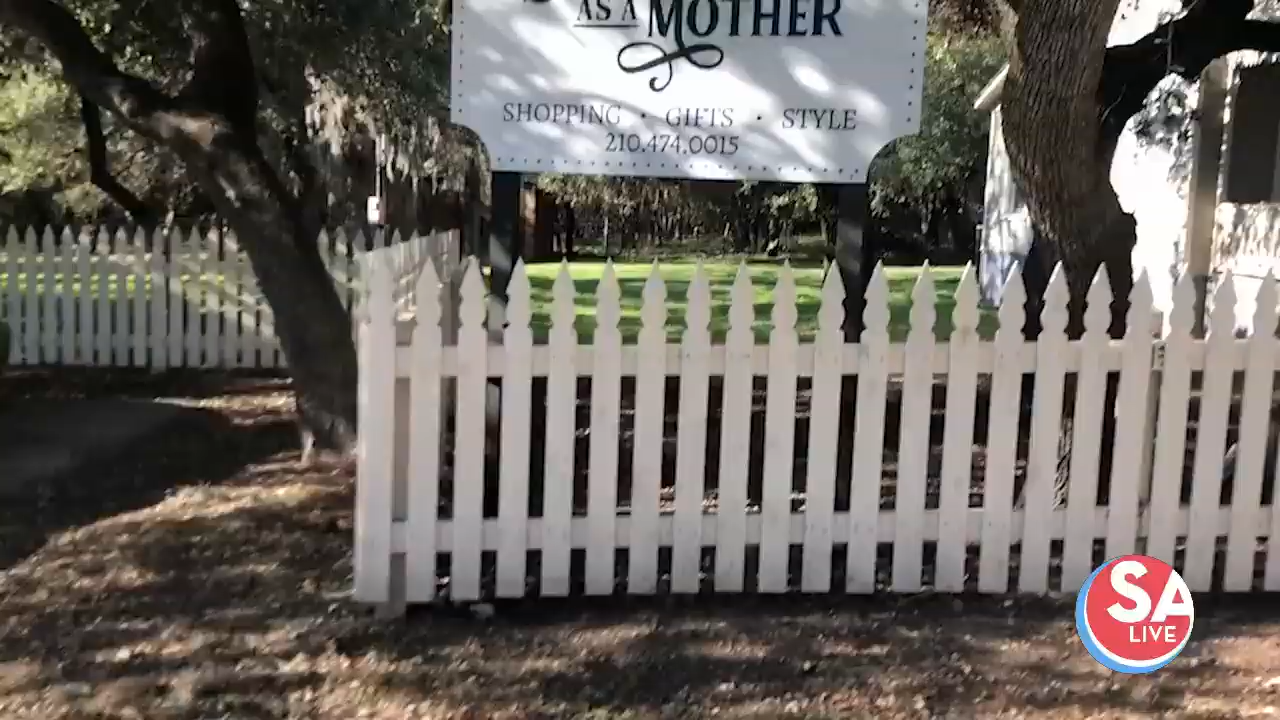 AS A MOTHER
SHOPPING · GIFTS · STYLE
210.474.0015
SA
LIVE